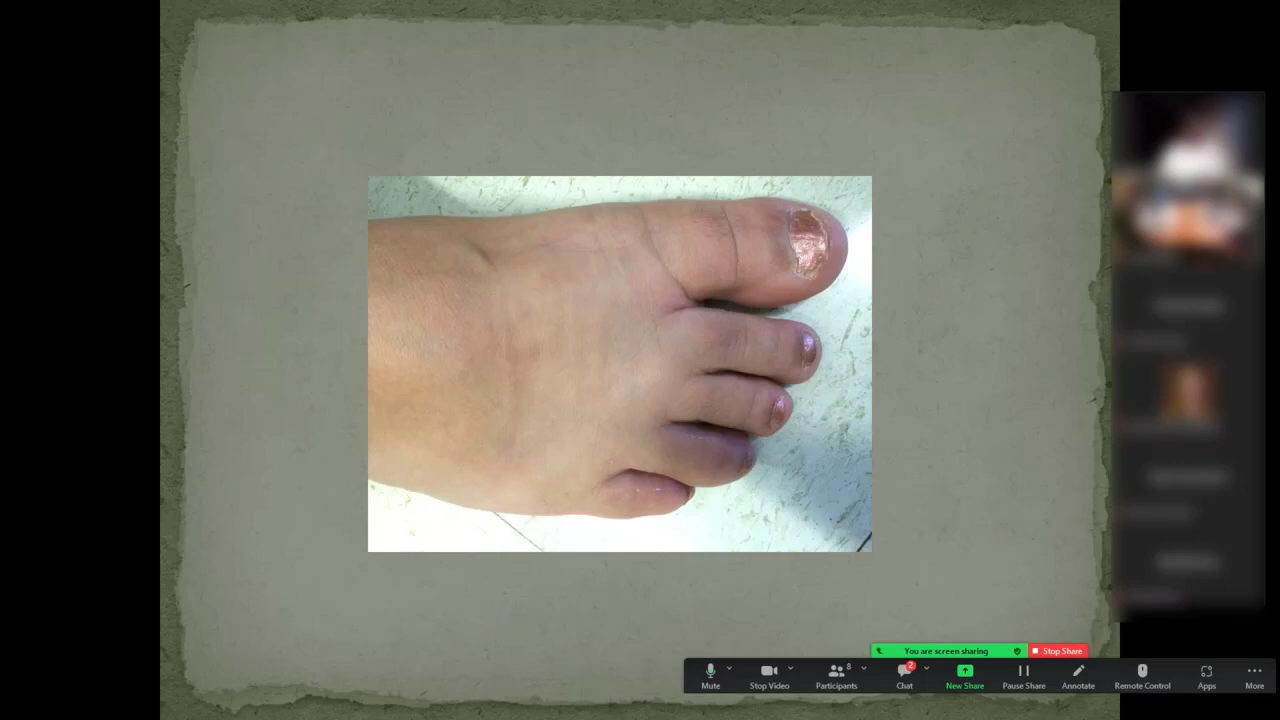 You are screen sharing
Stop Share
Mute
Stop Video
Participants
8
Chat
2
New Share
Pause Share
Annotate
Remote Control
Apps
More